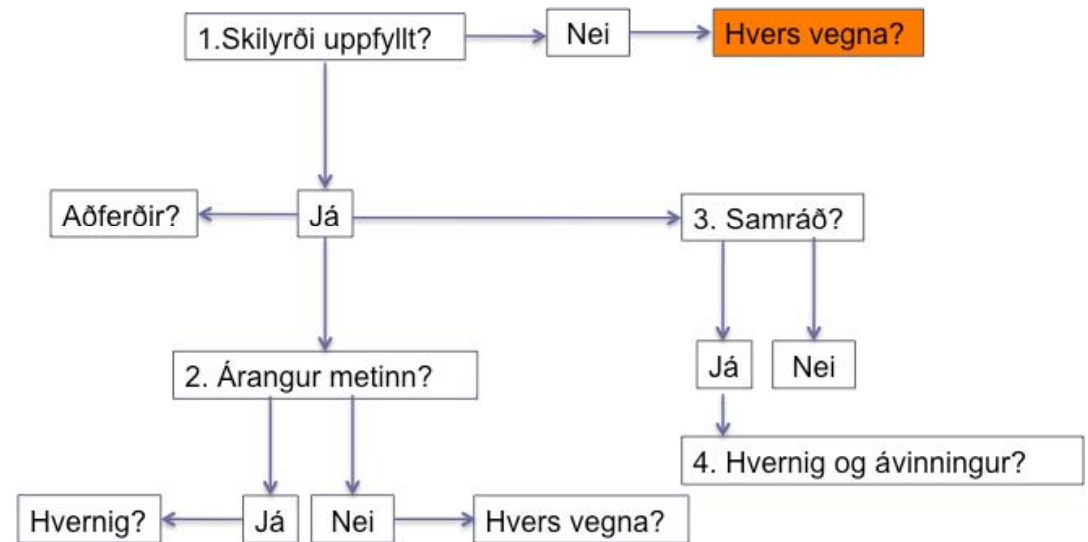 1.Skilyrði uppfyllt?
Nei
Hvers vegna?
Aðferðir?
Já
3. Samráð?
2. Árangur metinn?
Já
Nei
4. Hvernig og ávinningur?
Hvernig?
Já
Nei
Hvers vegna?